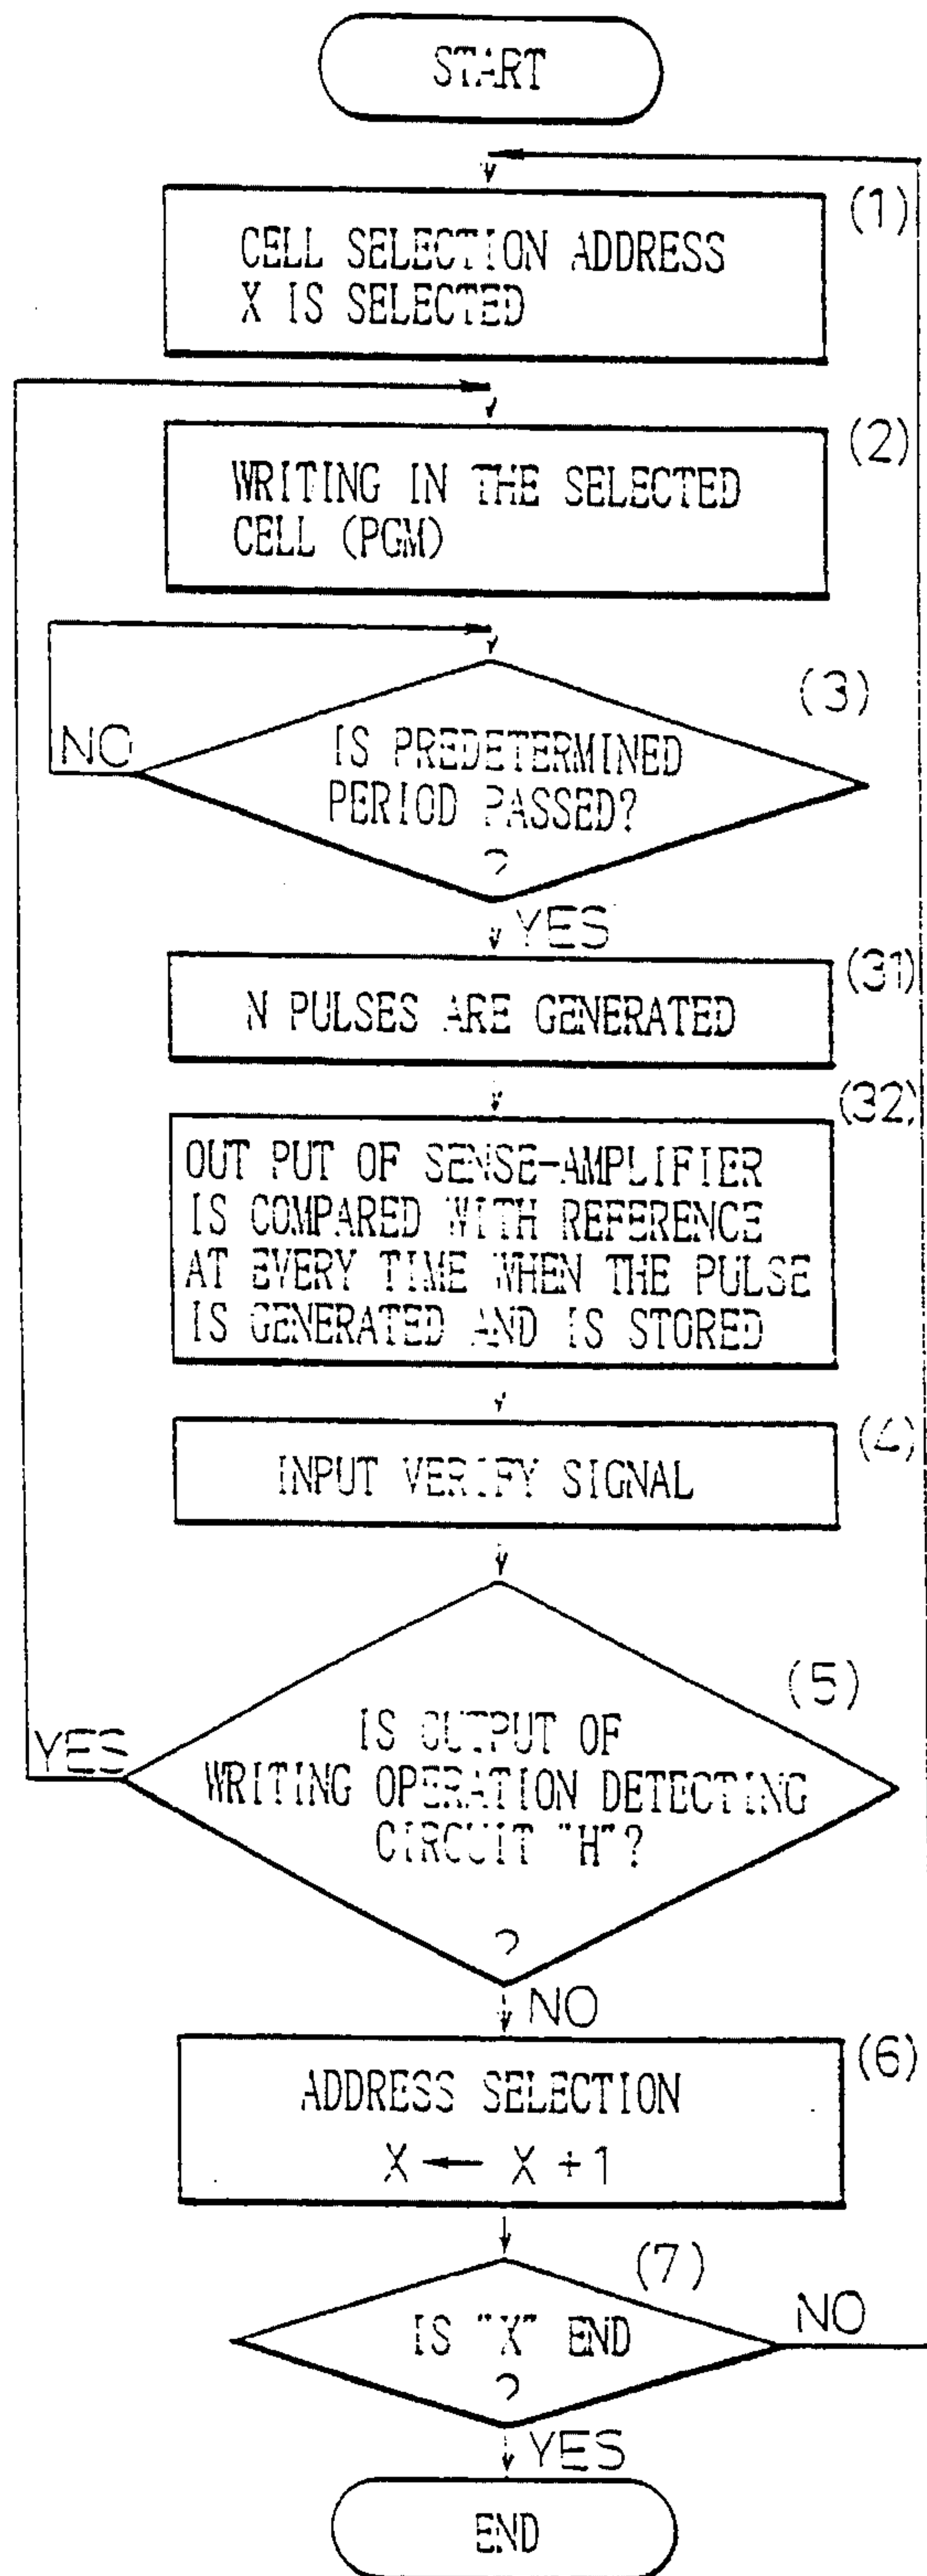 START
(1)
CELL SELECTION ADDRESS
X IS SELECTED
(2)
WRITING IN THE SELECTED
CELL (PGM)
(3)
NO
IS PREDETERMINED
PERIOD PASSED?
?
YES
(31)
N PULSES ARE GENERATED
(32)
OUT PUT OF SENSE-AMPLIFIER
IS COMPARED WITH REFERENCE
AT EVERY TIME WHEN THE PULSE
IS GENERATED AND IS STORED
(4)
INPUT VERIFY SIGNAL
(5)
YES
IS OUTPUT OF
WRITING OPERATION DETECTING
CIRCUIT "H"?
?
NO
(6)
ADDRESS SELECTION
X ← X + 1
(7)
IS "X" END
?
NO
YES
END